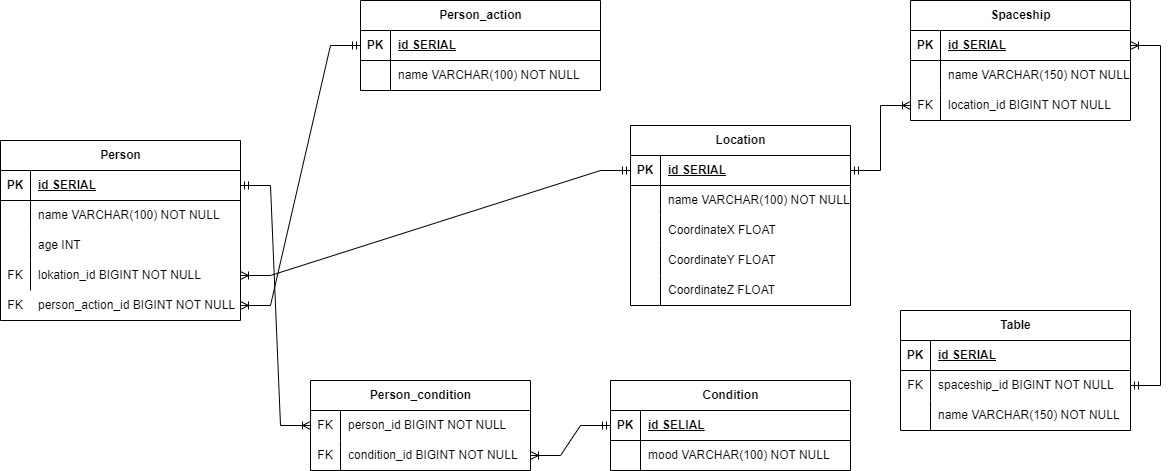 Person_action
PK id SERIAL
name VARCHAR(100) NOT NULL
Spaceship
PK id SERIAL
name VARCHAR(150) NOT NULL
FK location_id BIGINT NOT NULL
Person
PK id SERIAL
name VARCHAR(100) NOT NULL
age INT
FK lokation_id BIGINT NOT NULL
FK person_action_id BIGINT NOT NULL
Location
PK id SERIAL
name VARCHAR(100) NOT NULL
CoordinateX FLOAT
CoordinateY FLOAT
CoordinateZ FLOAT
Table
PK id SERIAL
FK spaceship_id BIGINT NOT NULL
name VARCHAR(150) NOT NULL
Person_condition
FK person_id BIGINT NOT NULL
FK condition_id BIGINT NOT NULL
Condition
PK id SELIAL
mood VARCHAR(100) NOT NULL